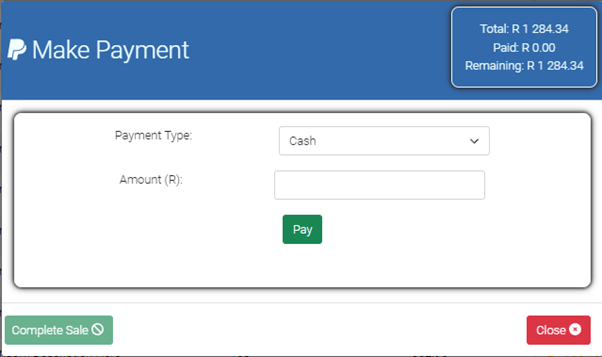 Make Payment
Total: R 1 284.34
Paid: R 0.00
Remaining: R 1 284.34
Payment Type:
Cash
Amount (R):
Pay
Complete Sale
Close